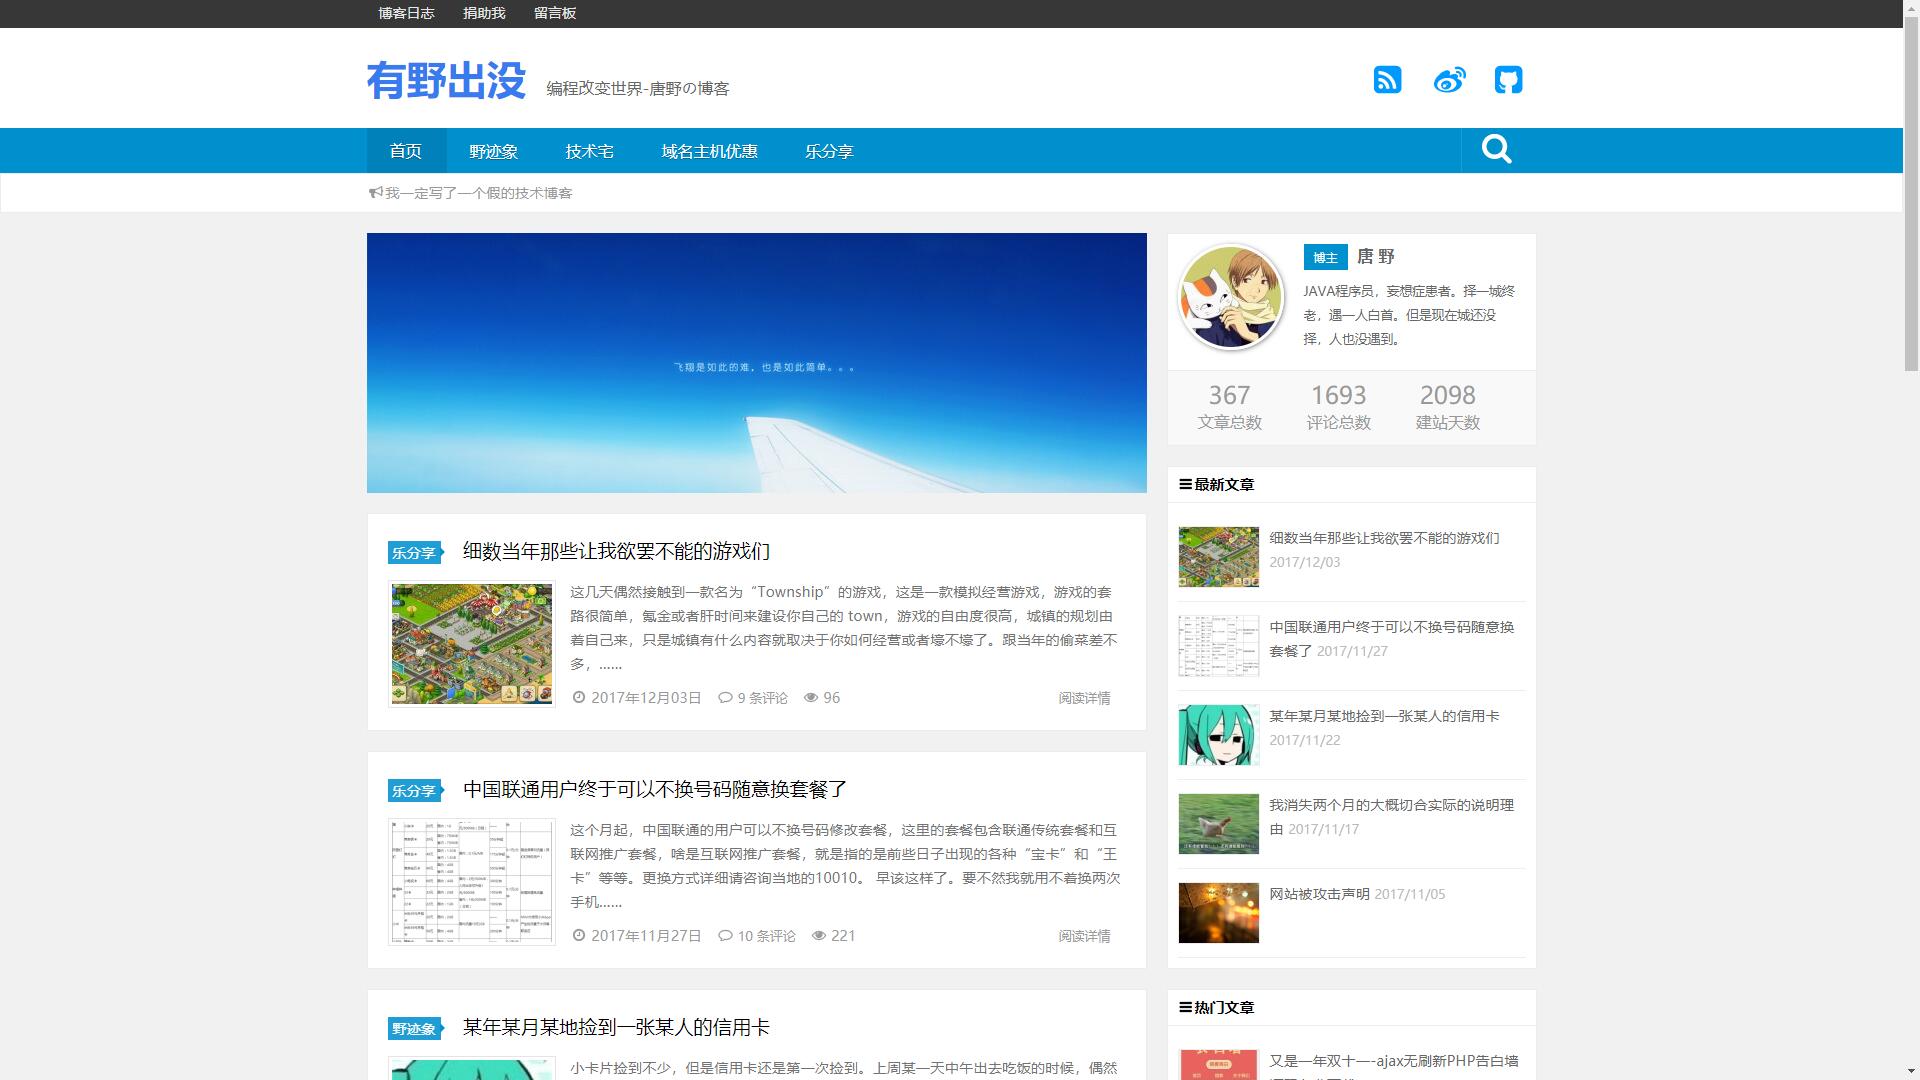 博客日志 捐助我 留言板
有野出没 编程改变世界-唐野の博客
首页 野迹象 技术宅 域名主机优惠 乐分享
我一定写了一个假的技术博客
飞翔是如此的难，也是如此简单。。。
乐分享 细数当年那些让我欲罢不能的游戏们
这几天偶然接触到一款名为“Township”的游戏，这是一款模拟经营游戏，游戏的套
路很简单，氪金或者肝时间来建设你自己的 town，游戏的自由度很高，城镇的规划由
着自己来，只是城镇有什么内容就取决于你如何经营或者壕不壕了。跟当年的偷菜差不
多，......
2017年12月03日 9 条评论 96 阅读详情
乐分享 中国联通用户终于可以不换号码随意换套餐了
这个月起，中国联通的用户可以不换号码修改套餐，这里的套餐包含联通传统套餐和互
联网推广套餐，啥是互联网推广套餐，就是指的是前些日子出现的各种“宝卡”和“王
卡”等等。更换方式详细请咨询当地的10010。 早该这样了。要不然我就用不着换两次
手机......
2017年11月27日 10 条评论 221 阅读详情
野迹象 某年某月某地捡到一张某人的信用卡
小卡片捡到不少，但是信用卡还是第一次捡到。上周某一天中午出去吃饭的时候，偶然
博主 唐 野
JAVA程序员，妄想症患者。择一城终
老，遇一人白首。但是现在城还没
择，人也没遇到。
367 1693 2098
文章总数 评论总数 建站天数
最新文章
细数当年那些让我欲罢不能的游戏们
2017/12/03
中国联通用户终于可以不换号码随意换
套餐了 2017/11/27
某年某月某地捡到一张某人的信用卡
2017/11/22
我消失两个月的大概切合实际的说明理
由 2017/11/17
网站被攻击声明 2017/11/05
热门文章
又是一年双十一-ajax无刷新PHP告白墙